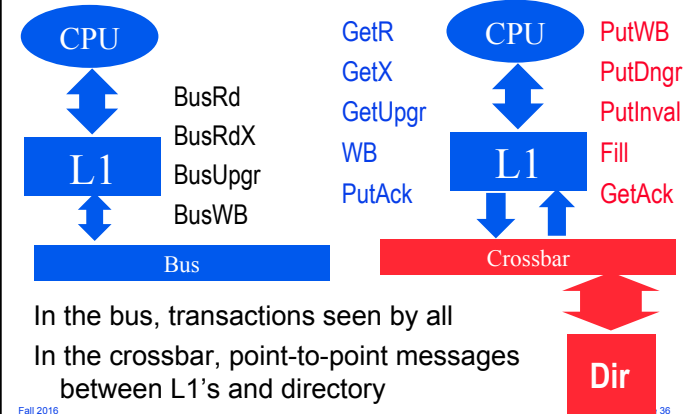 CPU
BusRd
BusRdX
BusUpgr
BusWB
L1
Bus
GetR
GetX
GetUpgr
WB
PutAck
CPU
L1
PutWB
PutDngr
PutInval
Fill
GetAck
Crossbar
Dir
In the bus, transactions seen by all
In the crossbar, point-to-point messages
between L1's and directory
Fall 2016
36